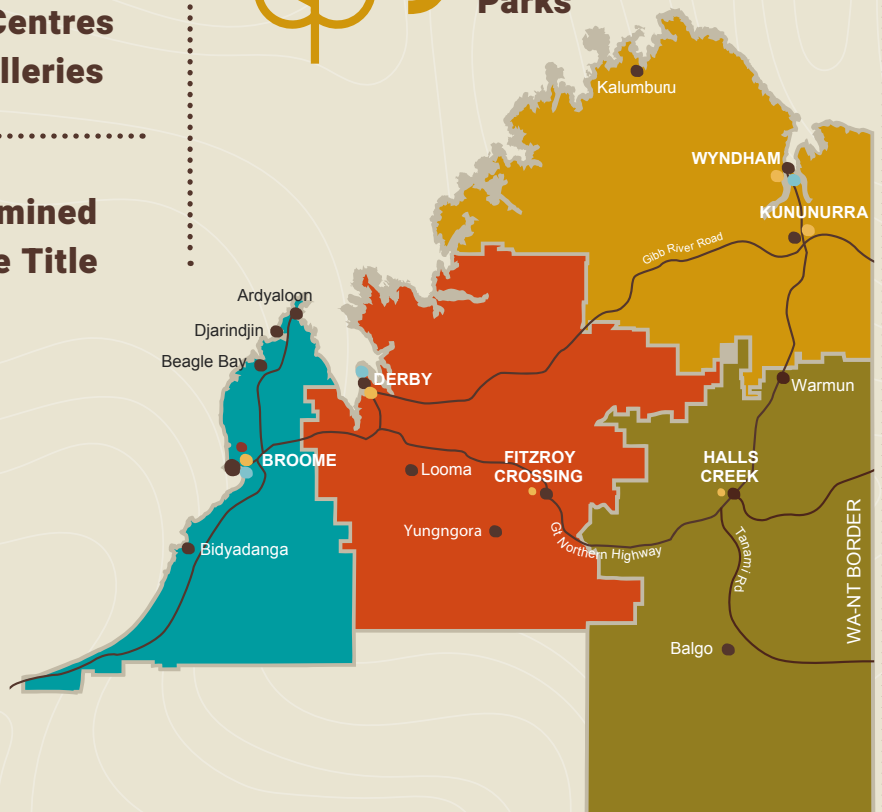 Centres
lleries
Parks
mined
e Title
Kalumburu
WYNDHAM
KUNUNURRA
Gibb River Road
Ardyaloon
Djarindjin
Beagle Bay
DERBY
Warmun
BROOME
Looma
FITZROY
CROSSING
HALLS
CREEK
Yungngora
Gt Northern Highway
Bidyadanga
Tanami Rd
WA-NT BORDER
Balgo